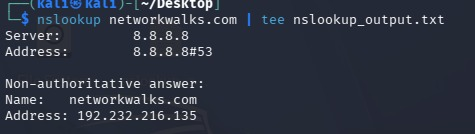 ┌──(kali㉿kali)-[~/Desktop]
└─$ nslookup networkwalks.com | tee nslookup_output.txt
Server:         8.8.8.8
Address:        8.8.8.8#53

Non-authoritative answer:
Name:   networkwalks.com
Address: 192.232.216.135